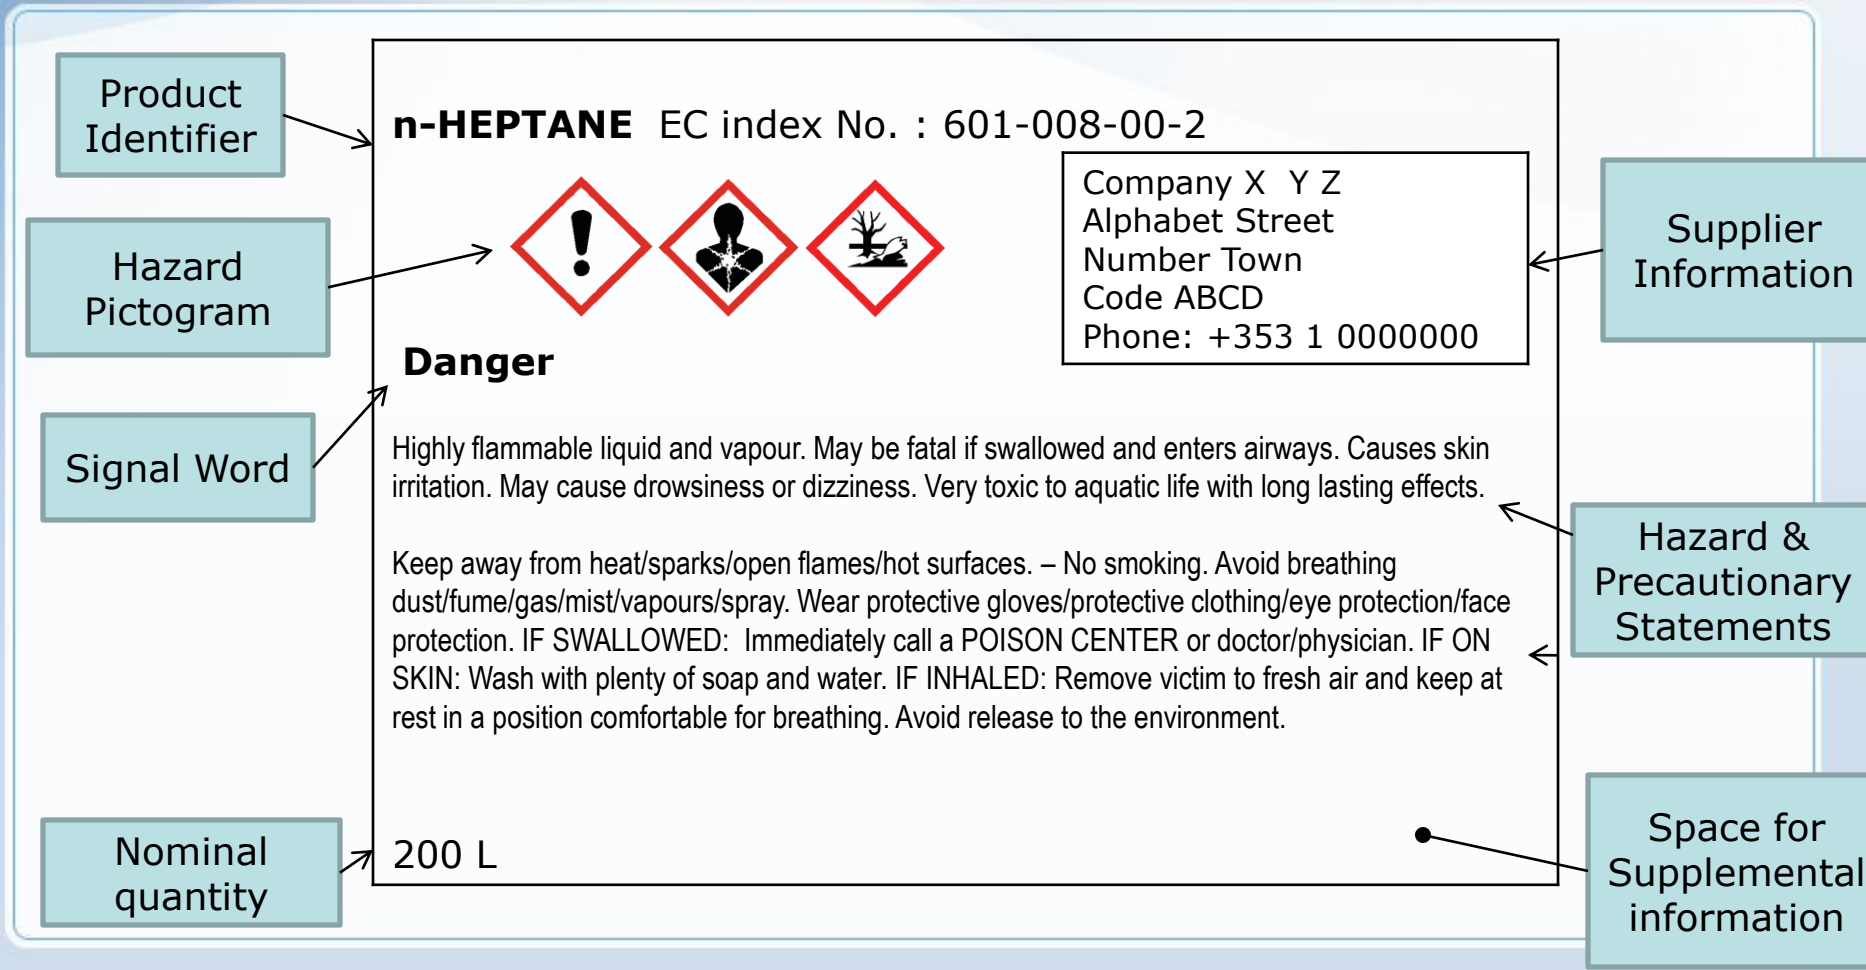 Product
Identifier
n-HEPTANE EC index No. : 601-008-00-2
Hazard
Pictogram
Company X Y Z
Alphabet Street
Number Town
Code ABCD
Phone: +353 1 0000000
Supplier
Information
Danger
Signal Word
Highly flammable liquid and vapour. May be fatal if swallowed and enters airways. Causes skin
irritation. May cause drowsiness or dizziness. Very toxic to aquatic life with long lasting effects.
Keep away from heat/sparks/open flames/hot surfaces. – No smoking. Avoid breathing
dust/fume/gas/mist/vapours/spray. Wear protective gloves/protective clothing/eye protection/face
protection. IF SWALLOWED: Immediately call a POISON CENTER or doctor/physician. IF ON
SKIN: Wash with plenty of soap and water. IF INHALED: Remove victim to fresh air and keep at
rest in a position comfortable for breathing. Avoid release to the environment.
Hazard &
Precautionary
Statements
Nominal
quantity
200 L
Space for
Supplemental
information